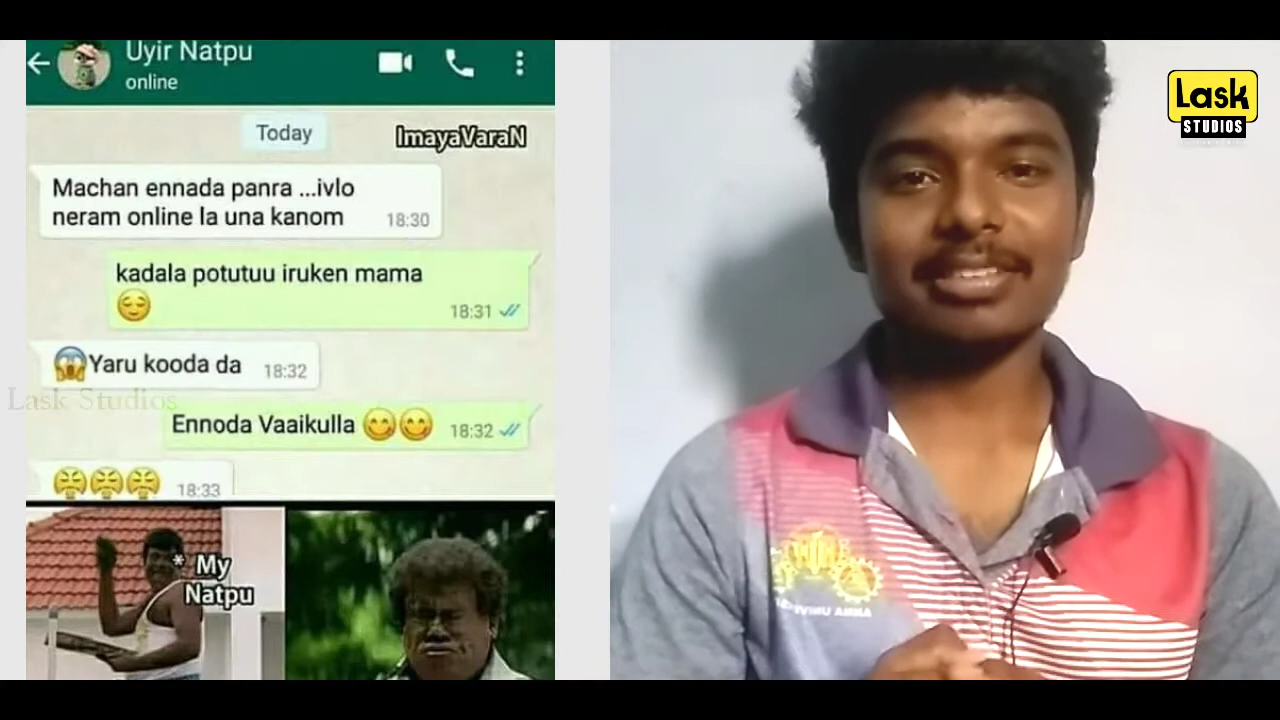 Uyir Natpu
online
Today
ImayaVaraN
Machan ennada panra ...ivlo
neram online la una kanom
18:30
kadala potutuu iruken mama
😌
18:31
😱Yaru kooda da
18:32
Ennoda Vaaikulla 😋😋
18:32
😤😤😤
18:33
* My
Natpu
Lask Studios
Lask
STUDIOS